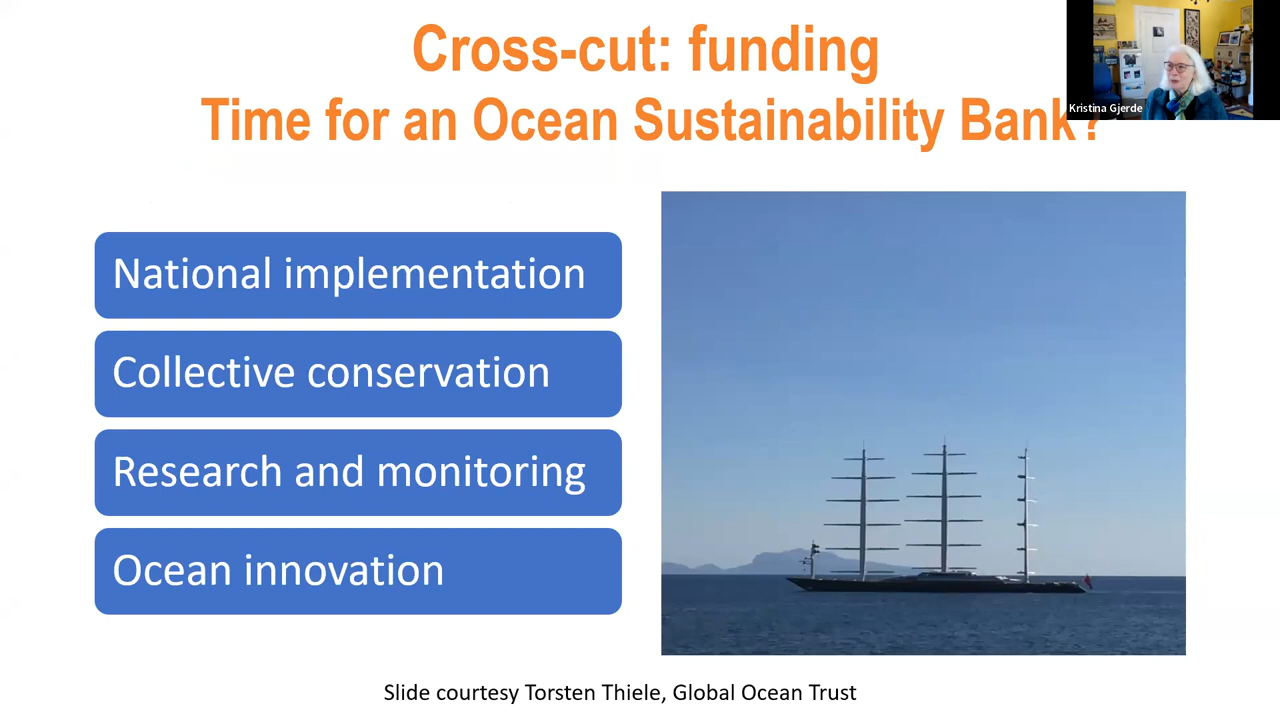 Cross-cut: funding
Time for an Ocean Sustainability Bank?
Kristina Gjerde
National implementation
Collective conservation
Research and monitoring
Ocean innovation
Slide courtesy Torsten Thiele, Global Ocean Trust